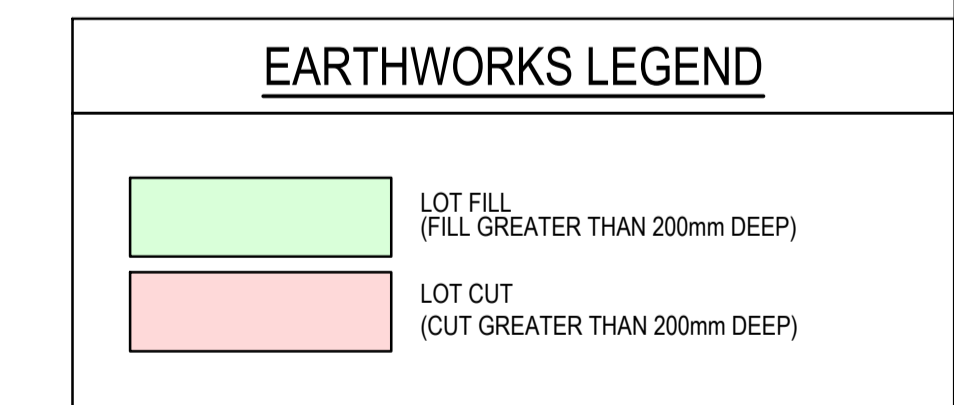 EARTHWORKS LEGEND
LOT FILL
(FILL GREATER THAN 200mm DEEP)
LOT CUT
(CUT GREATER THAN 200mm DEEP)